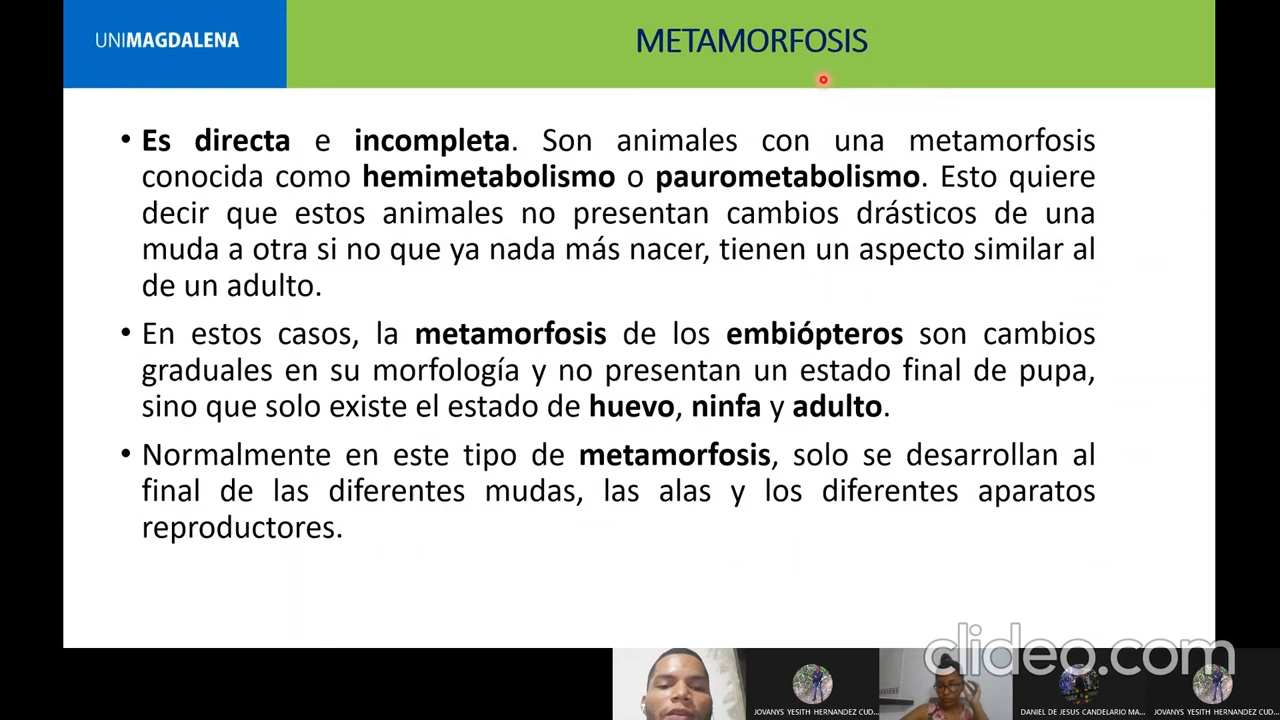 UNIMAGDALENA
METAMORFOSIS
• Es directa e incompleta. Son animales con una metamorfosis
conocida como hemimetabolismo o paurometabolismo. Esto quiere
decir que estos animales no presentan cambios drásticos de una
muda a otra si no que ya nada más nacer, tienen un aspecto similar al
de un adulto.
• En estos casos, la metamorfosis de los embiópteros son cambios
graduales en su morfología y no presentan un estado final de pupa,
sino que solo existe el estado de huevo, ninfa y adulto.
• Normalmente en este tipo de metamorfosis, solo se desarrollan al
final de las diferentes mudas, las alas y los diferentes aparatos
reproductores.
clideo.com
JOVANYS YESITH HERNANDEZ CUD...
DANIEL DE JESUS CANDELARIO MA...
JOVANYS YESITH HERNANDEZ CUD...